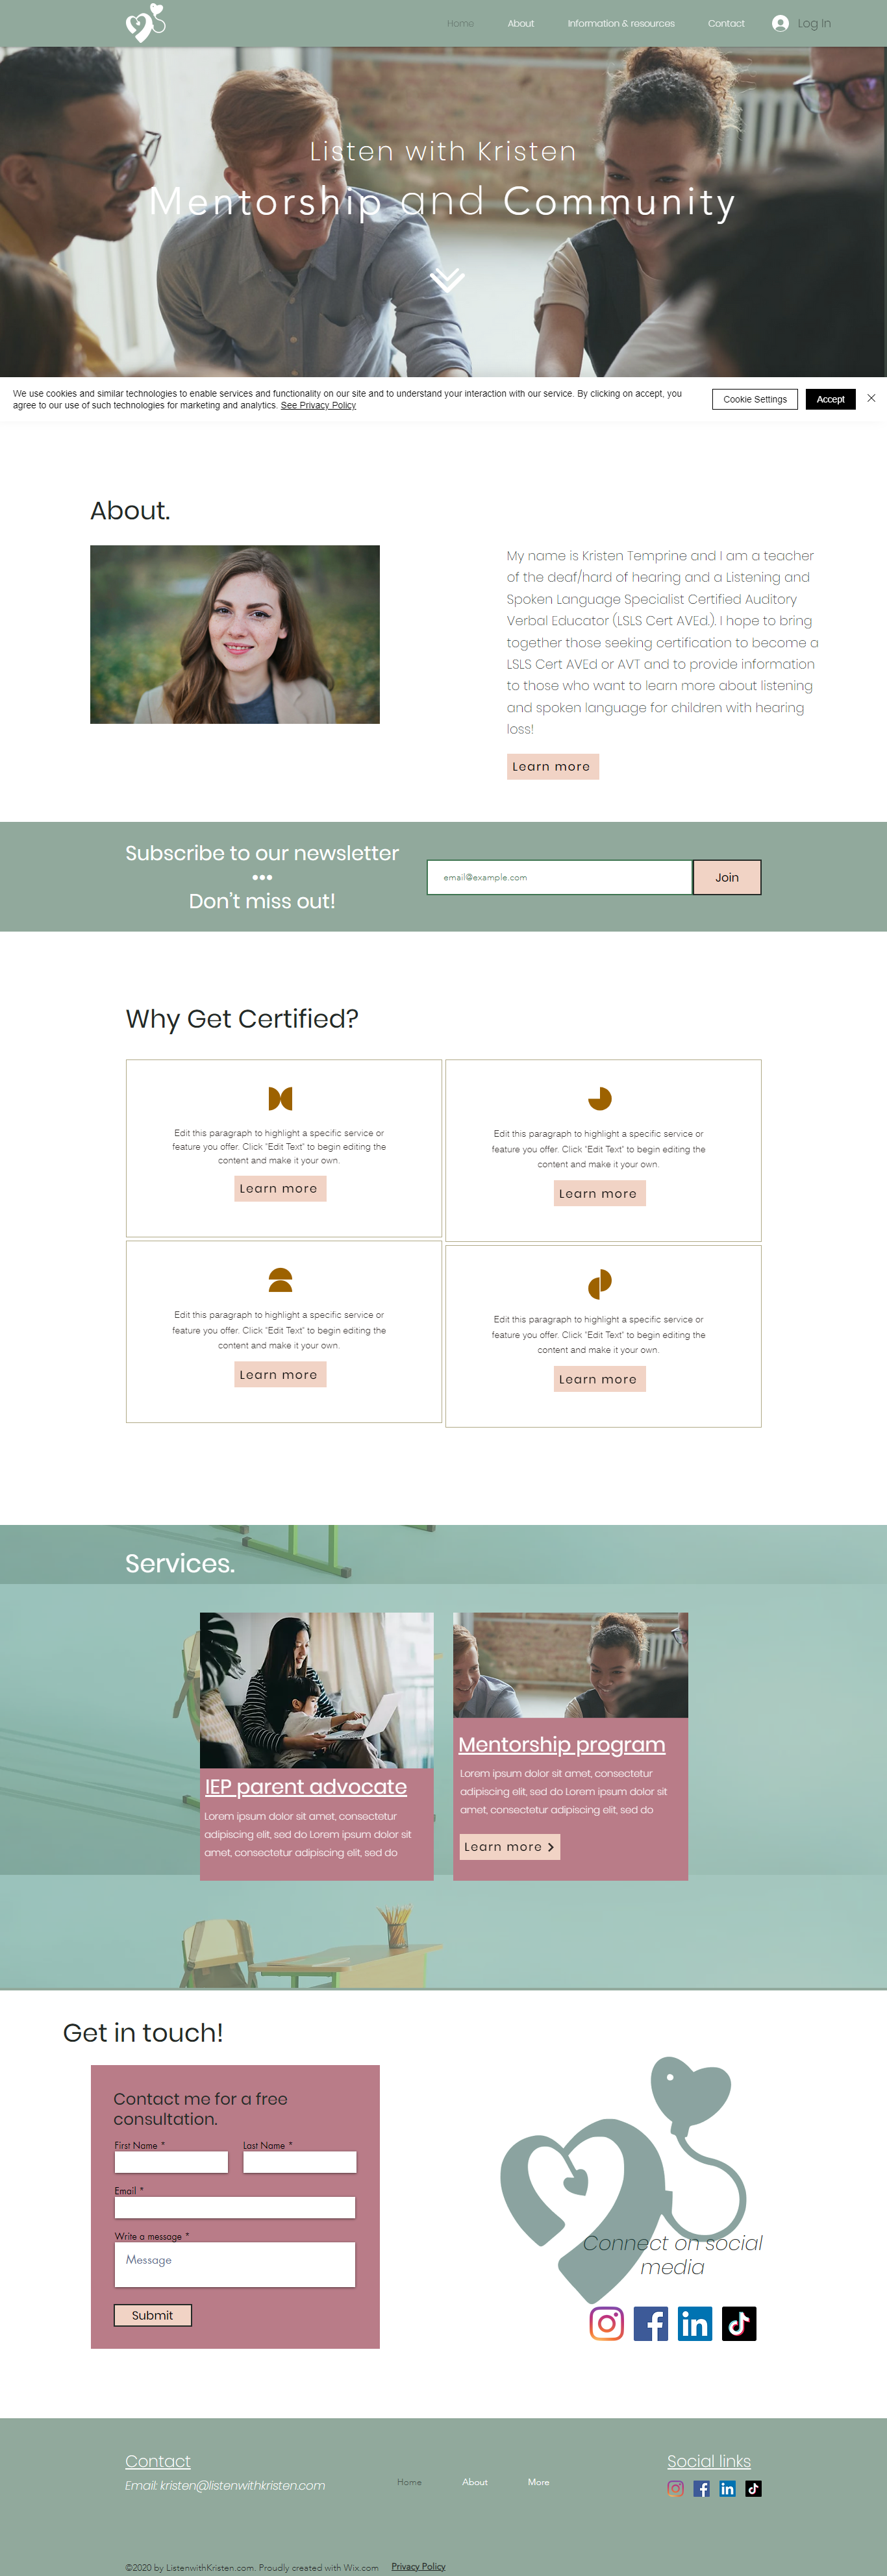 Home About Information & resources Contact Log In
Listen with Kristen
Mentorship and Community
We use cookies and similar technologies to enable services and functionality on our site and to understand your interaction with our service. By clicking on accept, you
agree to our use of such technologies for marketing and analytics. See Privacy Policy
Cookie Settings
Accept
About.
My name is Kristen Temprine and I am a teacher
of the deaf/hard of hearing and a Listening and
Spoken Language Specialist Certified Auditory
Verbal Educator (LSLS Cert AVEd.). I hope to bring
together those seeking certification to become a
LSLS Cert AVEd or AVT and to provide information
to those who want to learn more about listening
and spoken language for children with hearing
loss!
Learn more
Subscribe to our newsletter
•••
Don't miss out!
email@example.com
Join
Why Get Certified?
Edit this paragraph to highlight a specific service or
feature you offer. Click "Edit Text" to begin editing the
content and make it your own.
Learn more
Edit this paragraph to highlight a specific service or
feature you offer. Click "Edit Text" to begin editing the
content and make it your own.
Learn more
Edit this paragraph to highlight a specific service or
feature you offer. Click "Edit Text" to begin editing the
content and make it your own.
Learn more
Edit this paragraph to highlight a specific service or
feature you offer. Click "Edit Text" to begin editing the
content and make it your own.
Learn more
Services.
IEP parent advocate
Lorem ipsum dolor sit amet, consectetur
adipiscing elit, sed do Lorem ipsum dolor sit
amet, consectetur adipiscing elit, sed do
Mentorship program
Lorem ipsum dolor sit amet, consectetur
adipiscing elit, sed do Lorem ipsum dolor sit
amet, consectetur adipiscing elit, sed do
Learn more
Get in touch!
Contact me for a free
consultation.
First Name * Last Name *
Email *
Write a message *
Message
Submit
Connect on social
media
Contact
Email: kristen@listenwithkristen.com
Home About More
Social links
©2020 by ListenwithKristen.com. Proudly created with Wix.com Privacy Policy